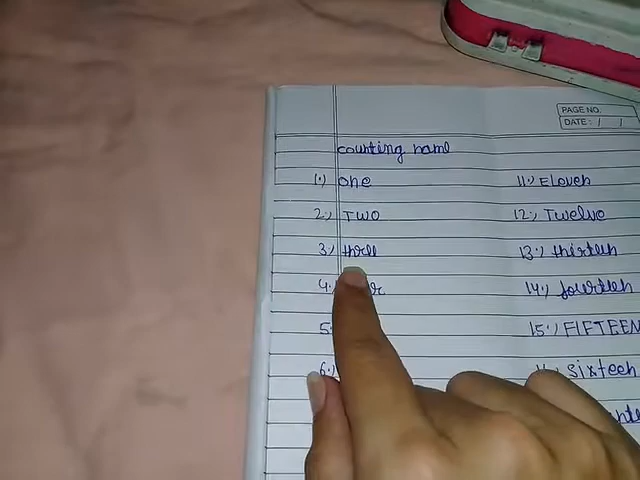 PAGE NO.
DATE: / /
counting name
1.) one
11.) Eleven
2.) TWO
12.) Twelve
3.) three
13.) thirteen
4.)
14.) fourteen
5.
15.) FIFTEEN
6.)
sixteen